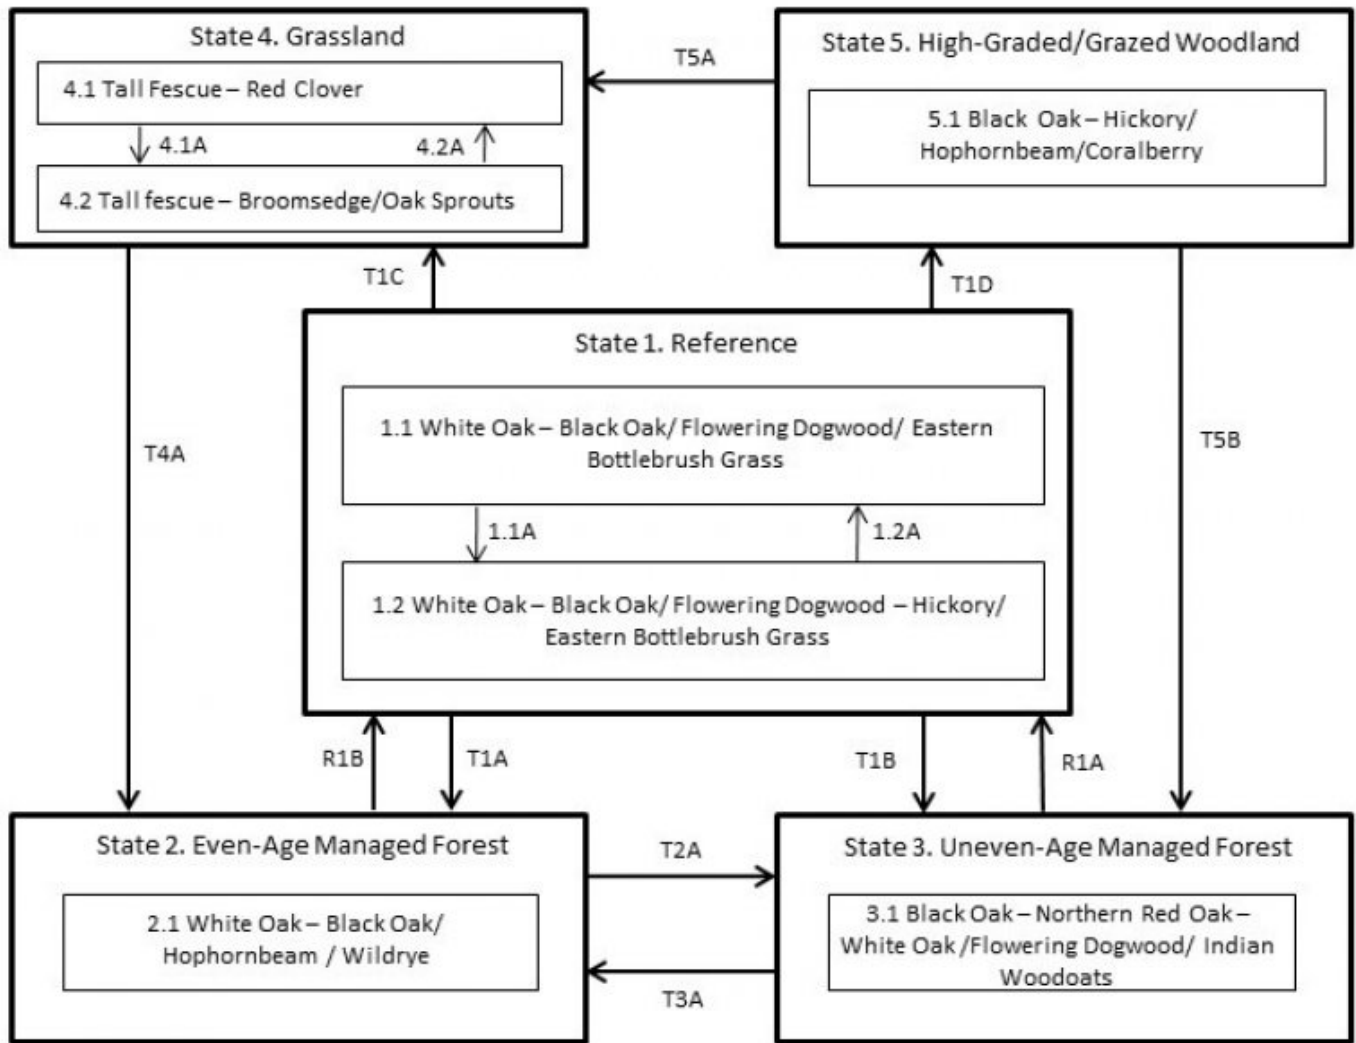 State 4. Grassland
4.1 Tall Fescue – Red Clover
4.1A
4.2A
4.2 Tall fescue – Broomsedge/Oak Sprouts
T5A
State 5. High-Graded/Grazed Woodland
5.1 Black Oak – Hickory/
Hophornbeam/Coralberry
T1C
T1D
State 1. Reference
1.1 White Oak – Black Oak/ Flowering Dogwood/ Eastern
Bottlebrush Grass
1.1A
1.2A
1.2 White Oak – Black Oak/ Flowering Dogwood – Hickory/
Eastern Bottlebrush Grass
T4A
T5B
R1B
T1A
T1B
R1A
State 2. Even-Age Managed Forest
2.1 White Oak – Black Oak/
Hophornbeam / Wildrye
T2A
T3A
State 3. Uneven-Age Managed Forest
3.1 Black Oak – Northern Red Oak –
White Oak /Flowering Dogwood/ Indian
Woodoats